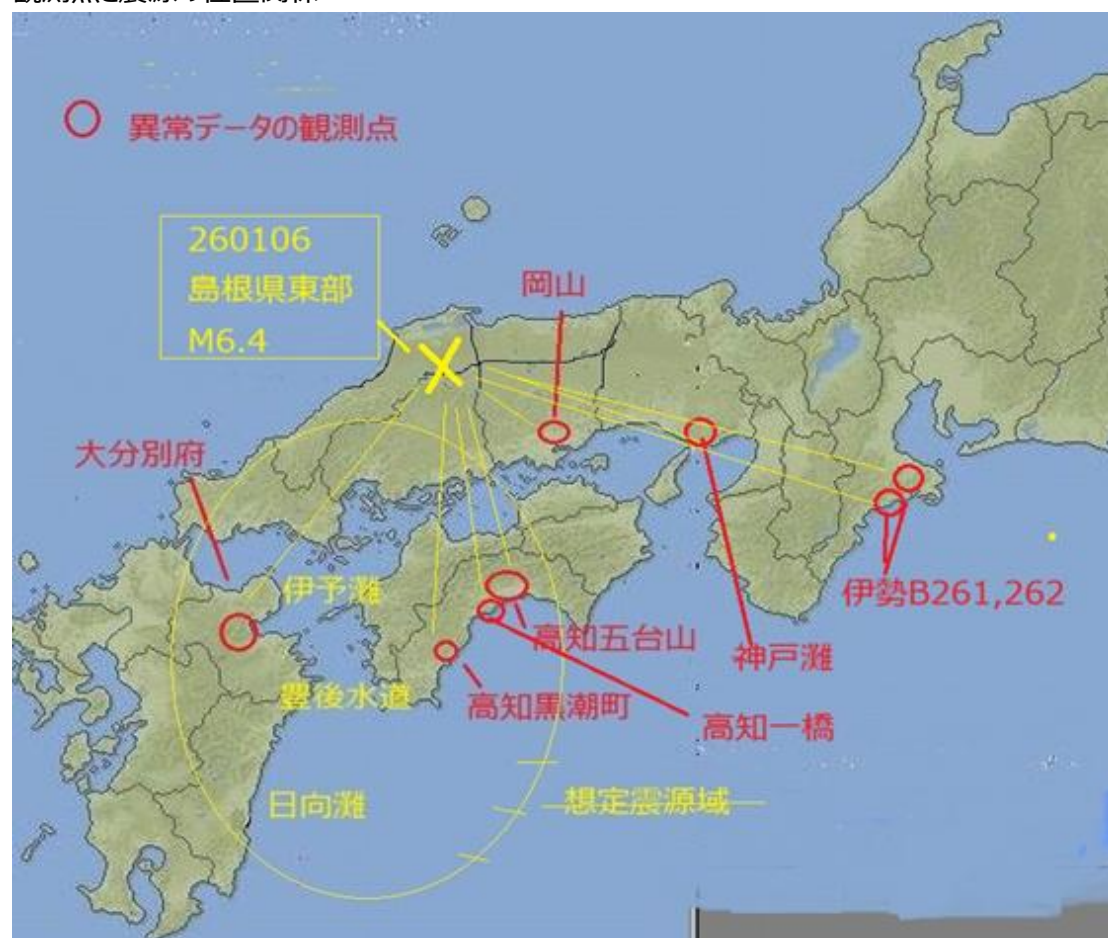 観測点と震源の位置関係
異常データの観測点
260106
島根県東部
M6.4
岡山
大分別府
伊予灘
伊勢B261,262
高知五台山
神戸灘
豊後水道
高知黒潮町
高知一橋
日向灘
想定震源域